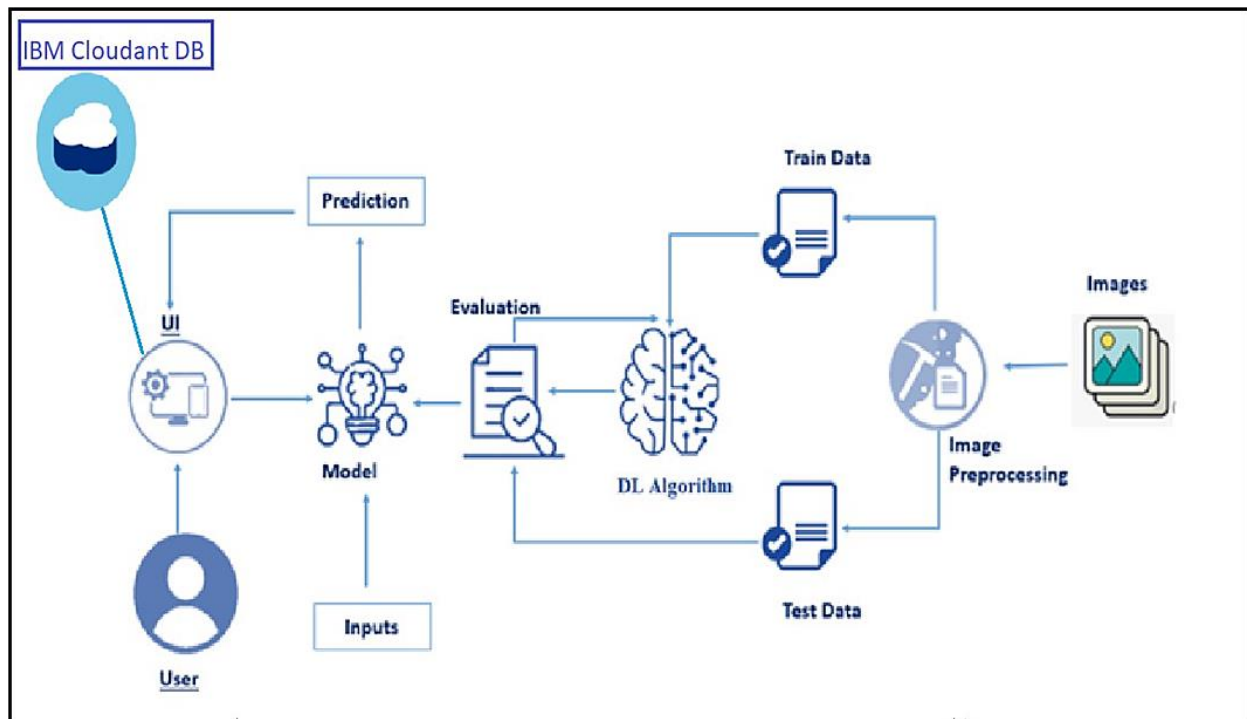 IBM Cloudant DB
Train Data
Prediction
Images
Evaluation
UI
Image
Preprocessing
Model
DL Algorithm
Test Data
Inputs
User